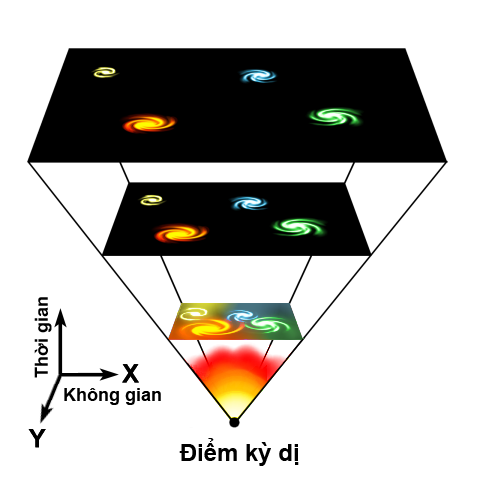 Thời gian
X
Không gian
Y
Điểm kỳ dị